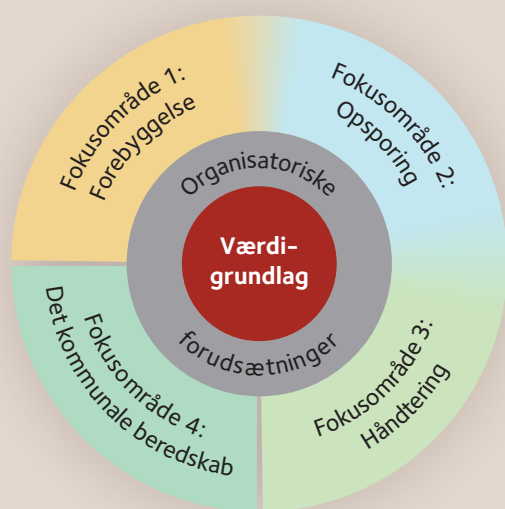 Fokusområde 1:
Forebyggelse
Fokusområde 2:
Opsporing
Organisatoriske
Værdi-
grundlag
forudsætninger
Fokusområde 3:
Håndtering
Fokusområde 4:
Det kommunale beredskab